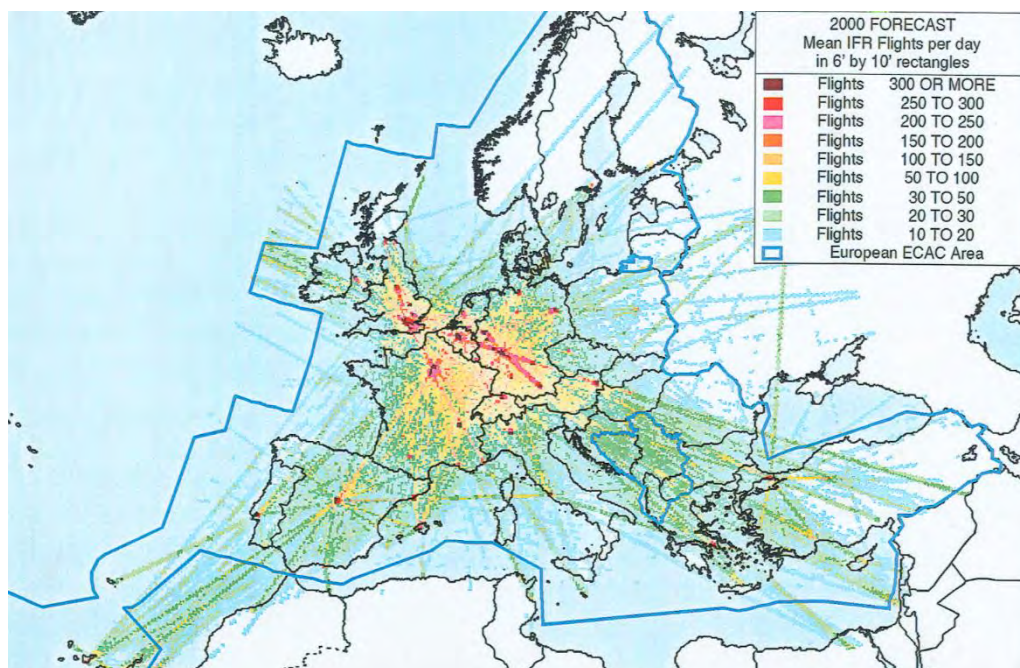 2000 FORECAST
Mean IFR Flights per day
in 6' by 10' rectangles
Flights 300 OR MORE
Flights 250 TO 300
Flights 200 TO 250
Flights 150 TO 200
Flights 100 TO 150
Flights 50 TO 100
Flights 30 TO 50
Flights 20 TO 30
Flights 10 TO 20
European ECAC Area